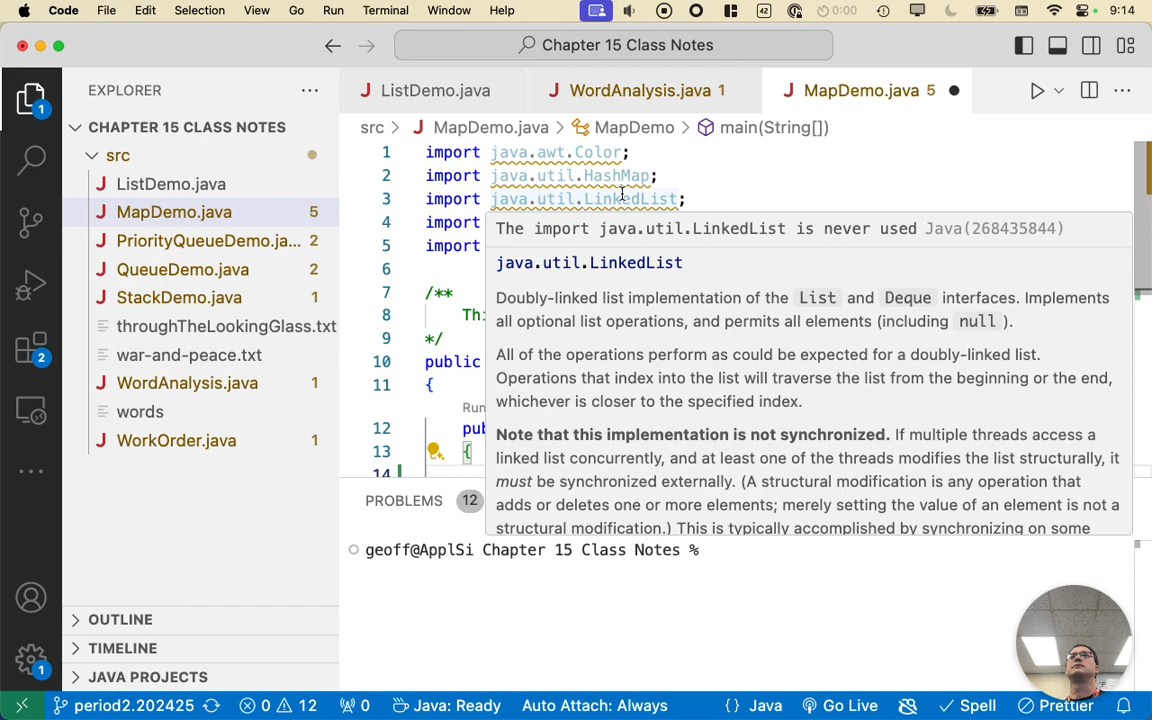 Code File Edit Selection View Go Run Terminal Window Help 42 0:00 9:14
Chapter 15 Class Notes
EXPLORER
ListDemo.java WordAnalysis.java 1 MapDemo.java 5
CHAPTER 15 CLASS NOTES
src
ListDemo.java
MapDemo.java 5
PriorityQueueDemo.ja... 2
QueueDemo.java 2
StackDemo.java 1
throughTheLookingGlass.txt
war-and-peace.txt
WordAnalysis.java 1
words
WorkOrder.java 1
OUTLINE
TIMELINE
JAVA PROJECTS
1
2
1
src > MapDemo.java > MapDemo > main(String[])
1 import java.awt.Color;
2 import java.util.HashMap;
3 import java.util.LinkedList;
4 import
5 import
6
7 /**
8 Thi
9 */
10 public
11 {
Run
12 pub
13 {
14
The import java.util.LinkedList is never used Java(268435844)
java.util.LinkedList
Doubly-linked list implementation of the List and Deque interfaces. Implements
all optional list operations, and permits all elements (including null ).
All of the operations perform as could be expected for a doubly-linked list.
Operations that index into the list will traverse the list from the beginning or the end,
whichever is closer to the specified index.
Note that this implementation is not synchronized. If multiple threads access a
linked list concurrently, and at least one of the threads modifies the list structurally, it
must be synchronized externally. (A structural modification is any operation that
adds or deletes one or more elements; merely setting the value of an element is not a
structural modification.) This is typically accomplished by synchronizing on some
PROBLEMS 12
geoff@ApplSi Chapter 15 Class Notes %
period2.202425 0 12 0 Java: Ready Auto Attach: Always {} Java Go Live Spell Prettier